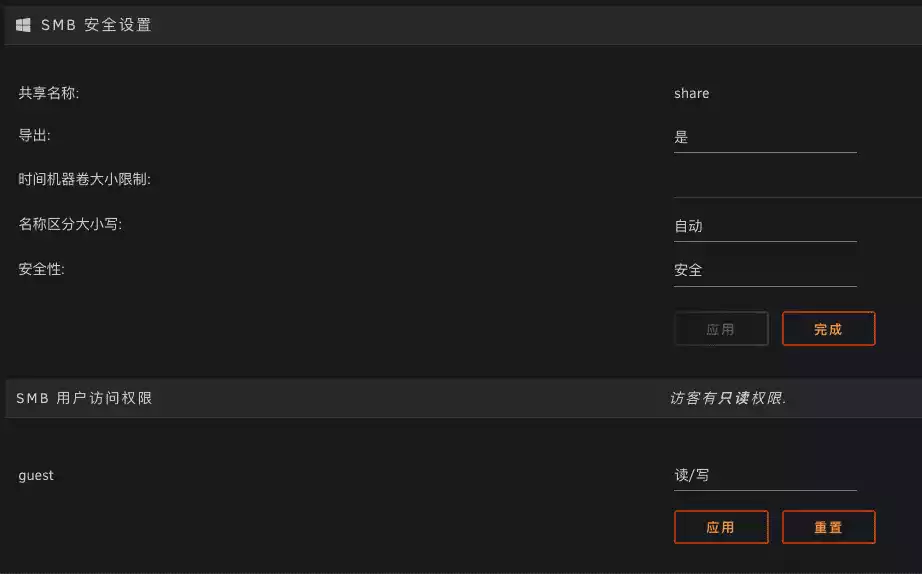 SMB 安全设置
共享名称: share
导出: 是
时间机器卷大小限制:
名称区分大小写: 自动
安全性: 安全
应用 完成
SMB 用户访问权限 访客有只读权限.
guest 读/写
应用 重置